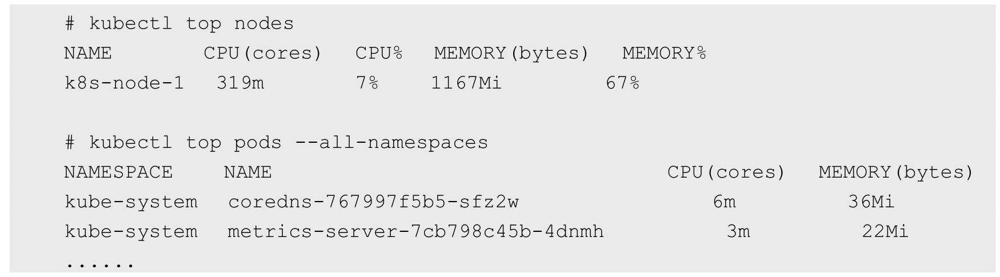 # kubectl top nodes
NAME CPU(cores) CPU% MEMORY(bytes) MEMORY%
k8s-node-1 319m 7% 1167Mi 67%
# kubectl top pods --all-namespaces
NAMESPACE NAME CPU(cores) MEMORY(bytes)
kube-system coredns-767997f5b5-sfz2w 6m 36Mi
kube-system metrics-server-7cb798c45b-4dnmh 3m 22Mi
......